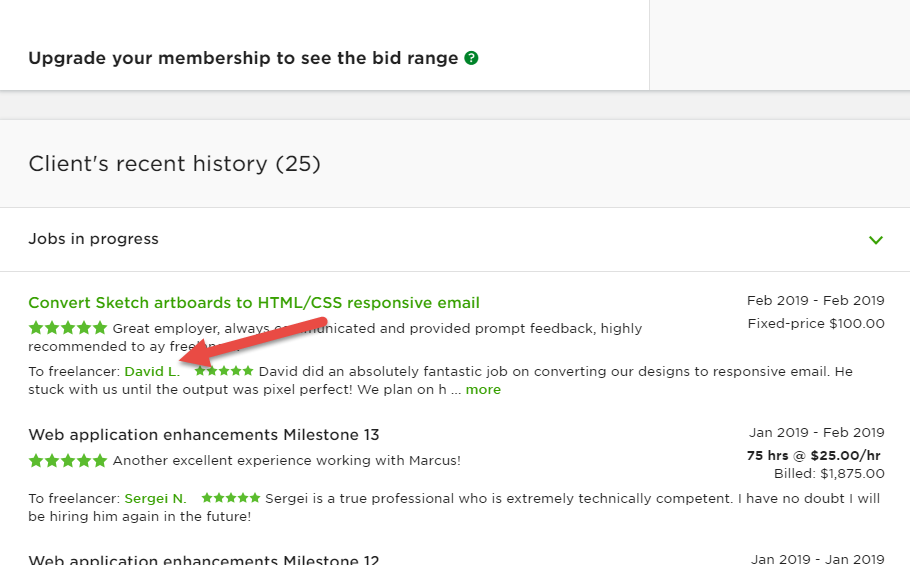 Upgrade your membership to see the bid range ?
Client's recent history (25)
Jobs in progress
Convert Sketch artboards to HTML/CSS responsive email
Feb 2019 - Feb 2019
Great employer, always and provided prompt feedback, highly
Fixed-price $100.00
recommended to ay
To freelancer: David L. David did an absolutely fantastic job on converting our designs to responsive email. He
stuck with us until the output was pixel perfect! We plan on h ... more
Web application enhancements Milestone 13
Jan 2019 - Feb 2019
Another excellent experience working with Marcus!
75 hrs @ $25.00/hr
Billed: $1,875.00
To freelancer: Sergei N. Sergei is a true professional who is extremely technically competent. I have no doubt I will
be hiring him again in the future!
Web application enhancements Milestone 12
Jan 2019 - Jan 2019